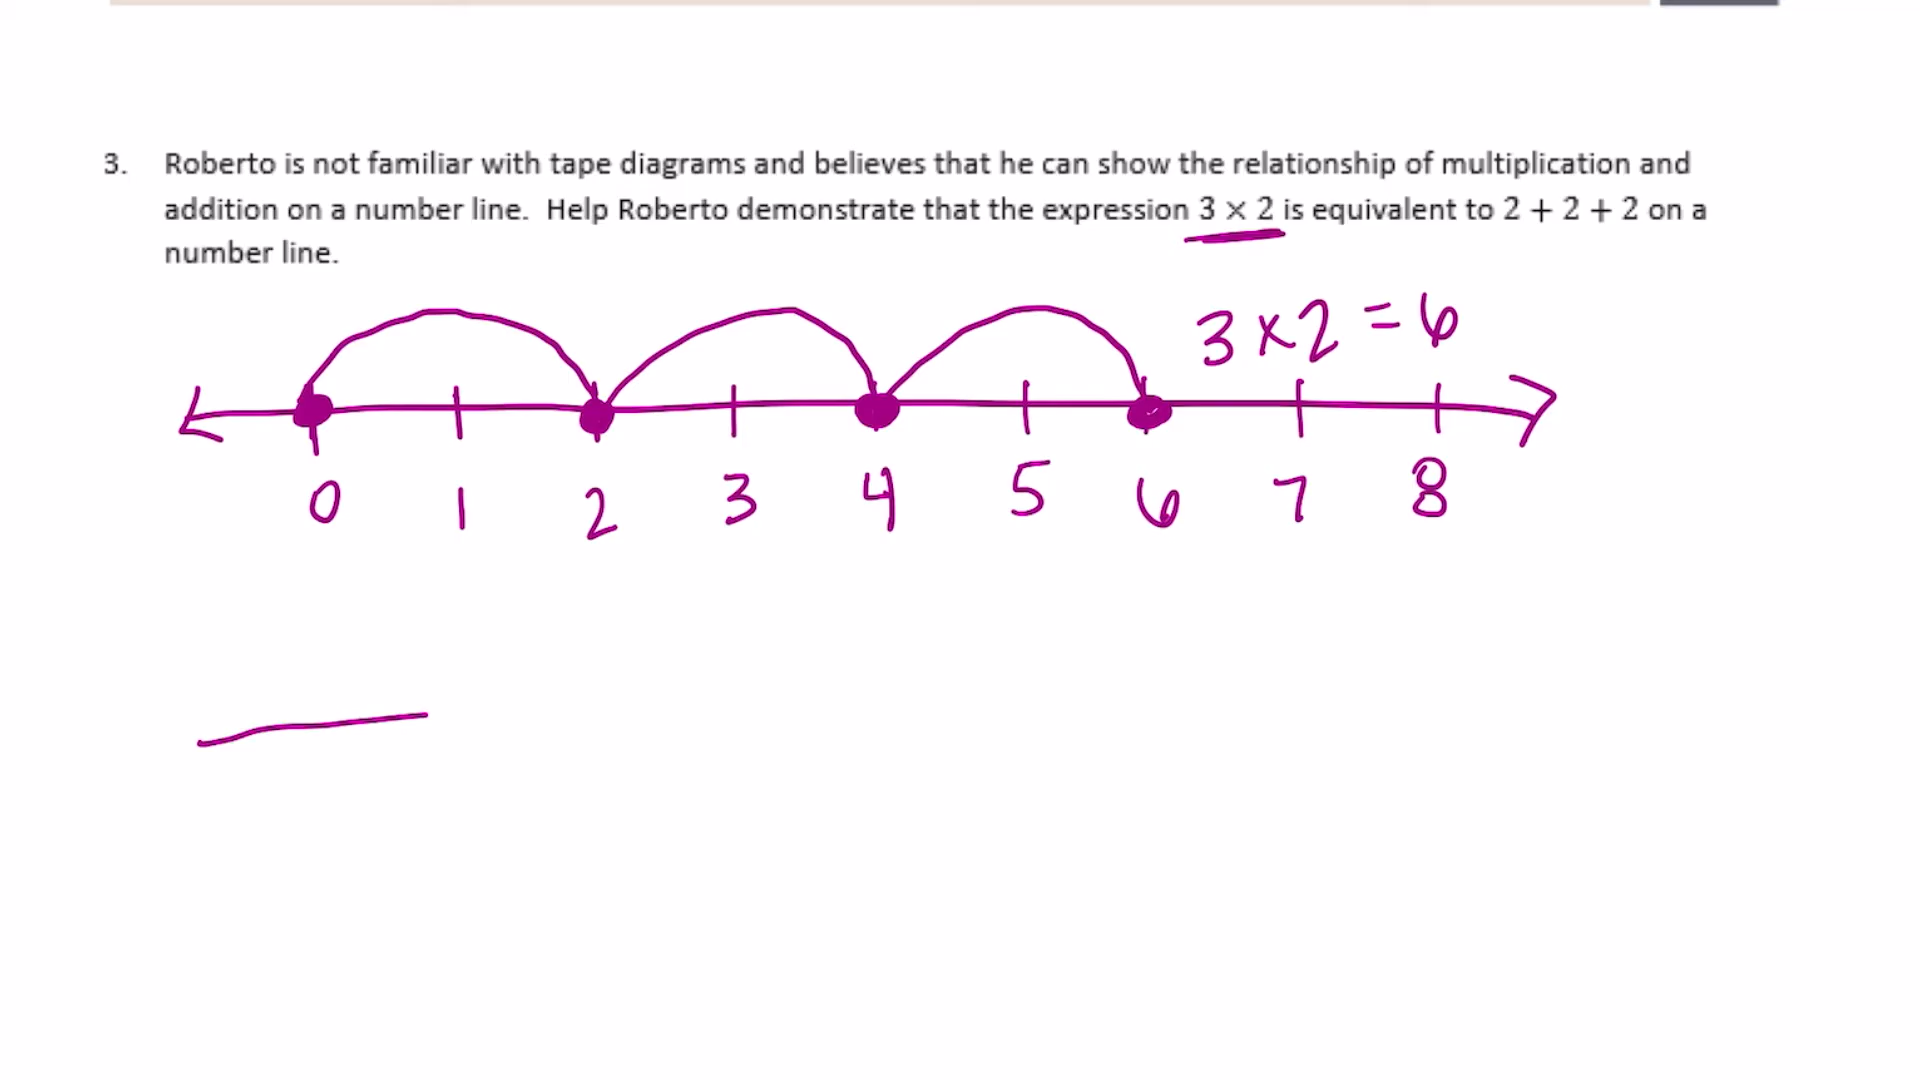 3. Roberto is not familiar with tape diagrams and believes that he can show the relationship of multiplication and
addition on a number line. Help Roberto demonstrate that the expression 3 × 2 is equivalent to 2 + 2 + 2 on a
number line.
3 × 2 = 6
0 1 2 3 4 5 6 7 8